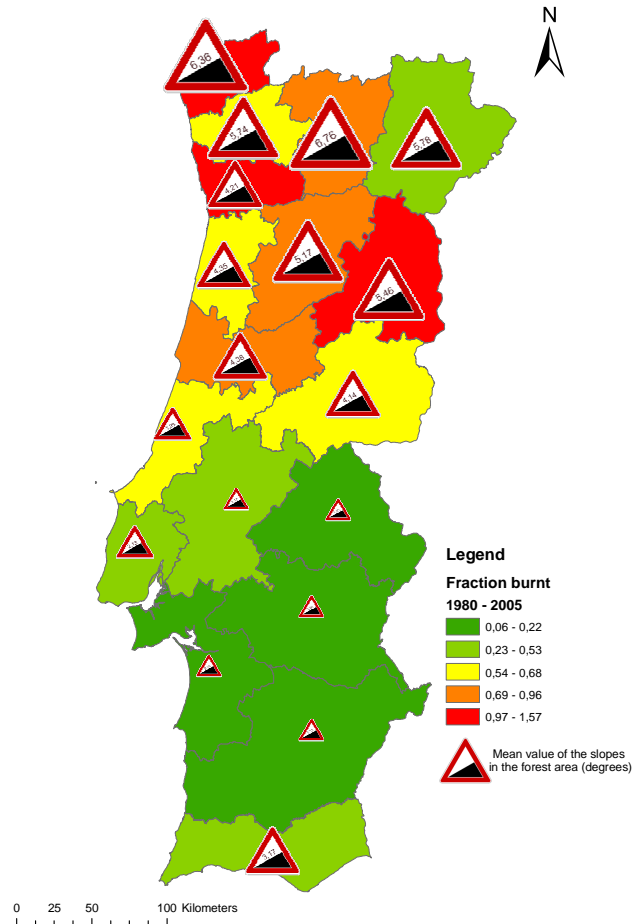 N
6,36
5,74
6,76
5,78
4,21
4,35
5,17
5,46
4,38
4,14
3,17
Legend
Fraction burnt
1980 - 2005
0,06 - 0,22
0,23 - 0,53
0,54 - 0,68
0,69 - 0,96
0,97 - 1,57
Mean value of the slopes
in the forest area (degrees)
0 25 50 100 Kilometers